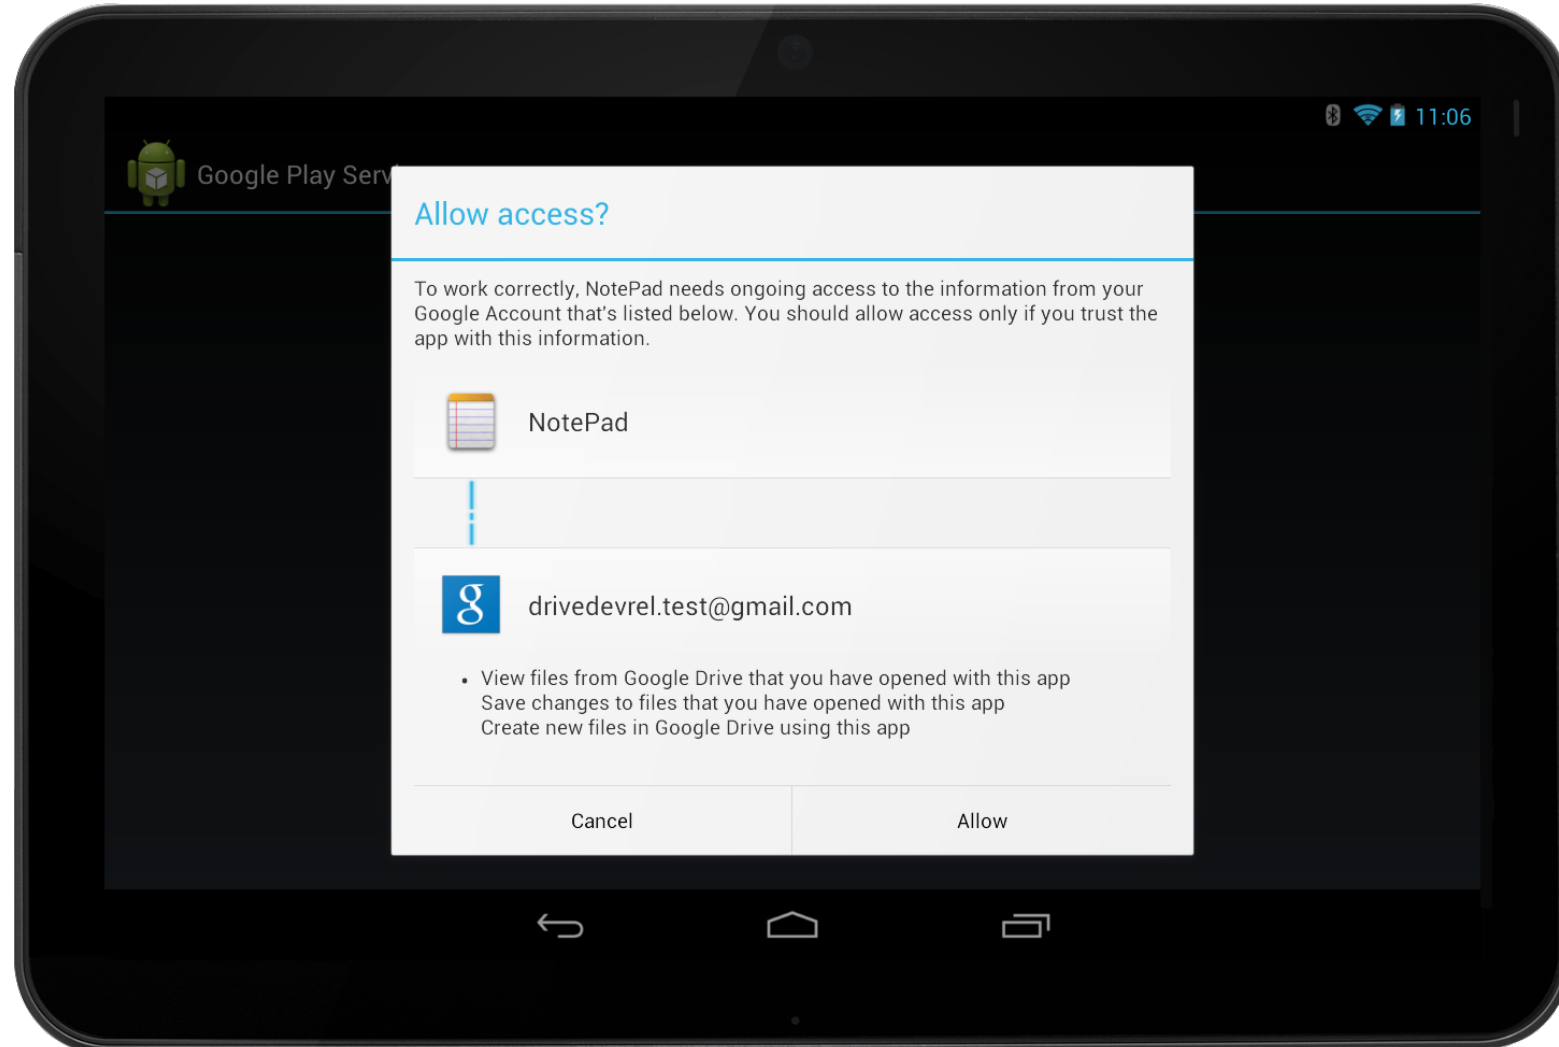 11:06
Google Play Serv
Allow access?
To work correctly, NotePad needs ongoing access to the information from your
Google Account that's listed below. You should allow access only if you trust the
app with this information.
NotePad
g
drivedevrel.test@gmail.com
• View files from Google Drive that you have opened with this app
Save changes to files that you have opened with this app
Create new files in Google Drive using this app
Cancel
Allow